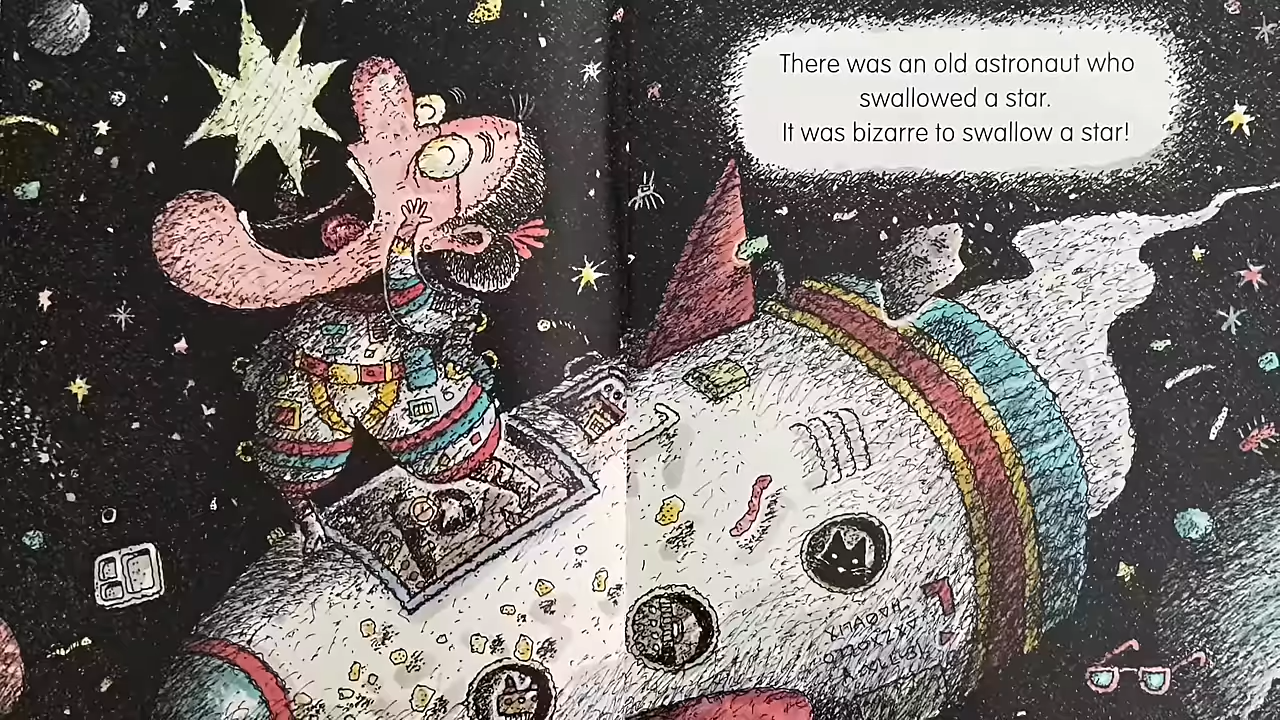 There was an old astronaut who
swallowed a star.
It was bizarre to swallow a star!